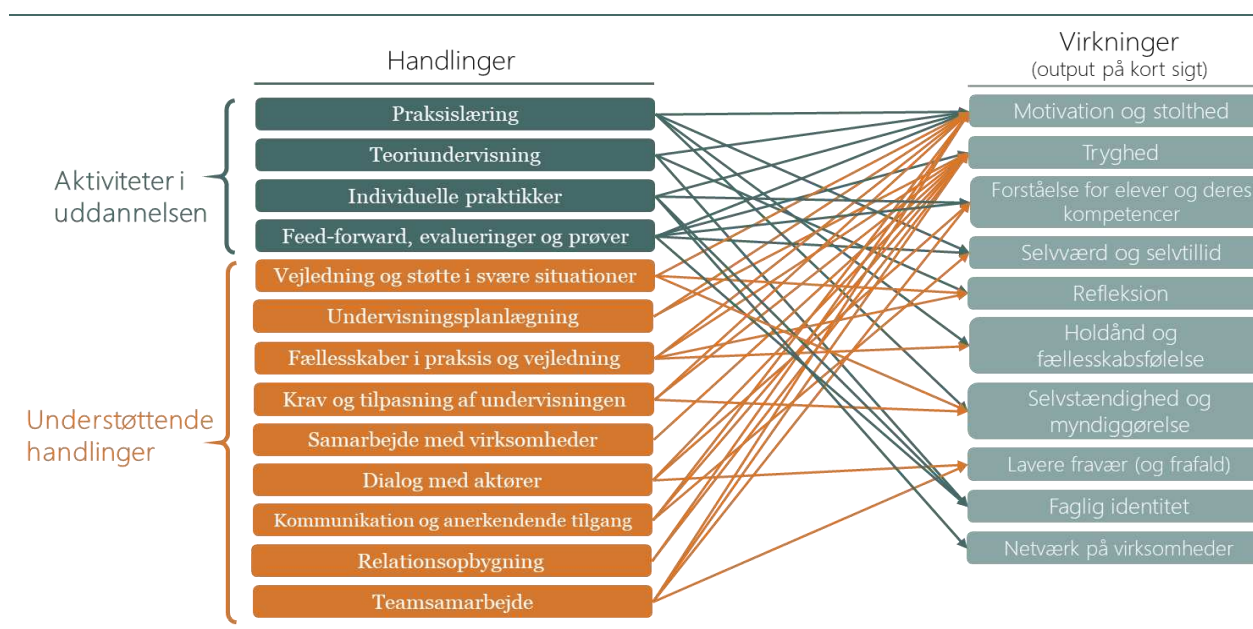 Handlinger
Virkninger
(output på kort sigt)
Aktiviteter i
uddannelsen
Praksislæring
Teoriundervisning
Individuelle praktikker
Feed-forward, evalueringer og prøver
Understøttende
handlinger
Vejledning og støtte i svære situationer
Undervisningsplanlægning
Fællesskaber i praksis og vejledning
Krav og tilpasning af undervisningen
Samarbejde med virksomheder
Dialog med aktører
Kommunikation og anerkendende tilgang
Relationsopbygning
Teamsamarbejde
Motivation og stolthed
Tryghed
Forståelse for elever og deres
kompetencer
Selvværd og selvtillid
Refleksion
Holdånd og
fællesskabsfølelse
Selvstændighed og
myndiggørelse
Lavere fravær (og frafald)
Faglig identitet
Netværk på virksomheder